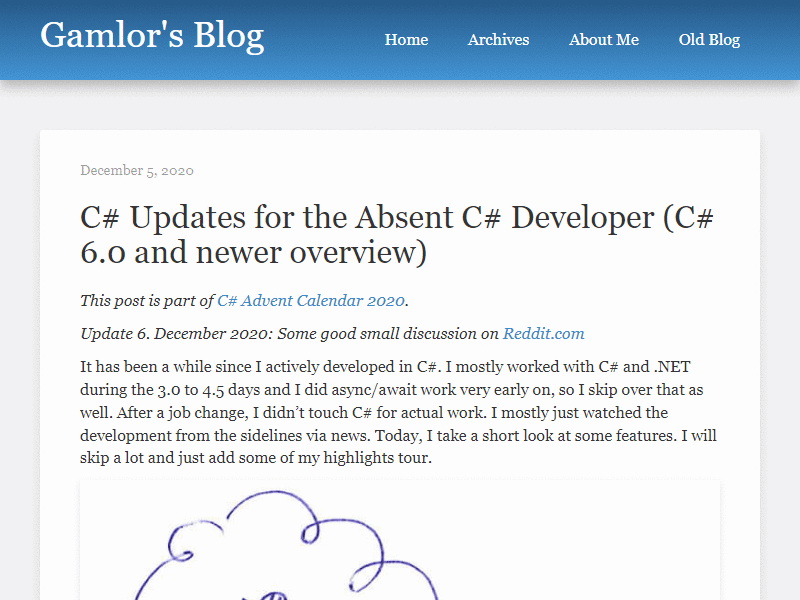 Gamlor's Blog
Home Archives About Me Old Blog
December 5, 2020
C# Updates for the Absent C# Developer (C#
6.0 and newer overview)
This post is part of C# Advent Calendar 2020.
Update 6. December 2020: Some good small discussion on Reddit.com
It has been a while since I actively developed in C#. I mostly worked with C# and .NET
during the 3.0 to 4.5 days and I did async/await work very early on, so I skip over that as
well. After a job change, I didn’t touch C# for actual work. I mostly just watched the
development from the sidelines via news. Today, I take a short look at some features. I will
skip a lot and just add some of my highlights tour.